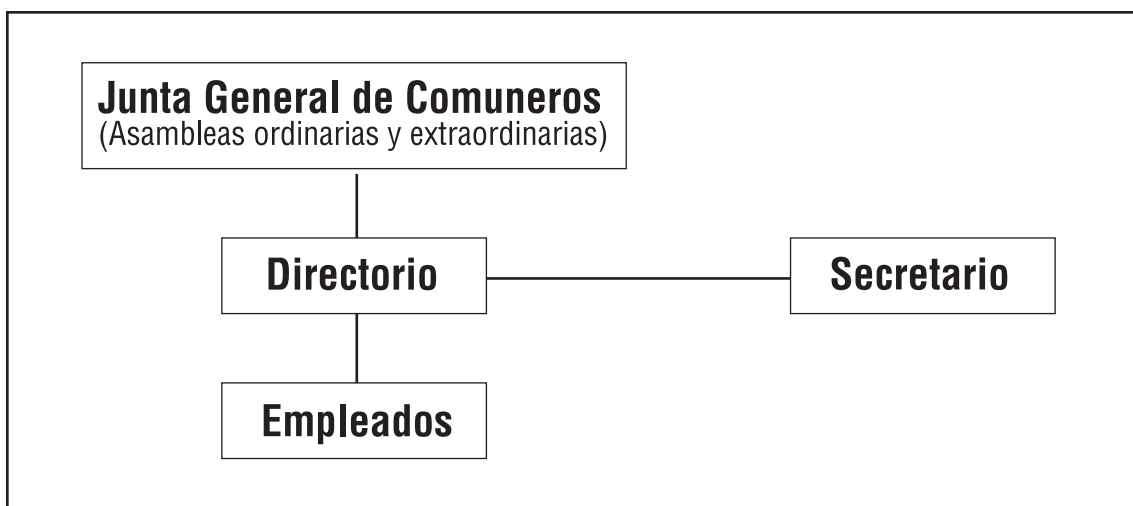 Junta General de Comuneros
(Asambleas ordinarias y extraordinarias)
Directorio
Secretario
Empleados